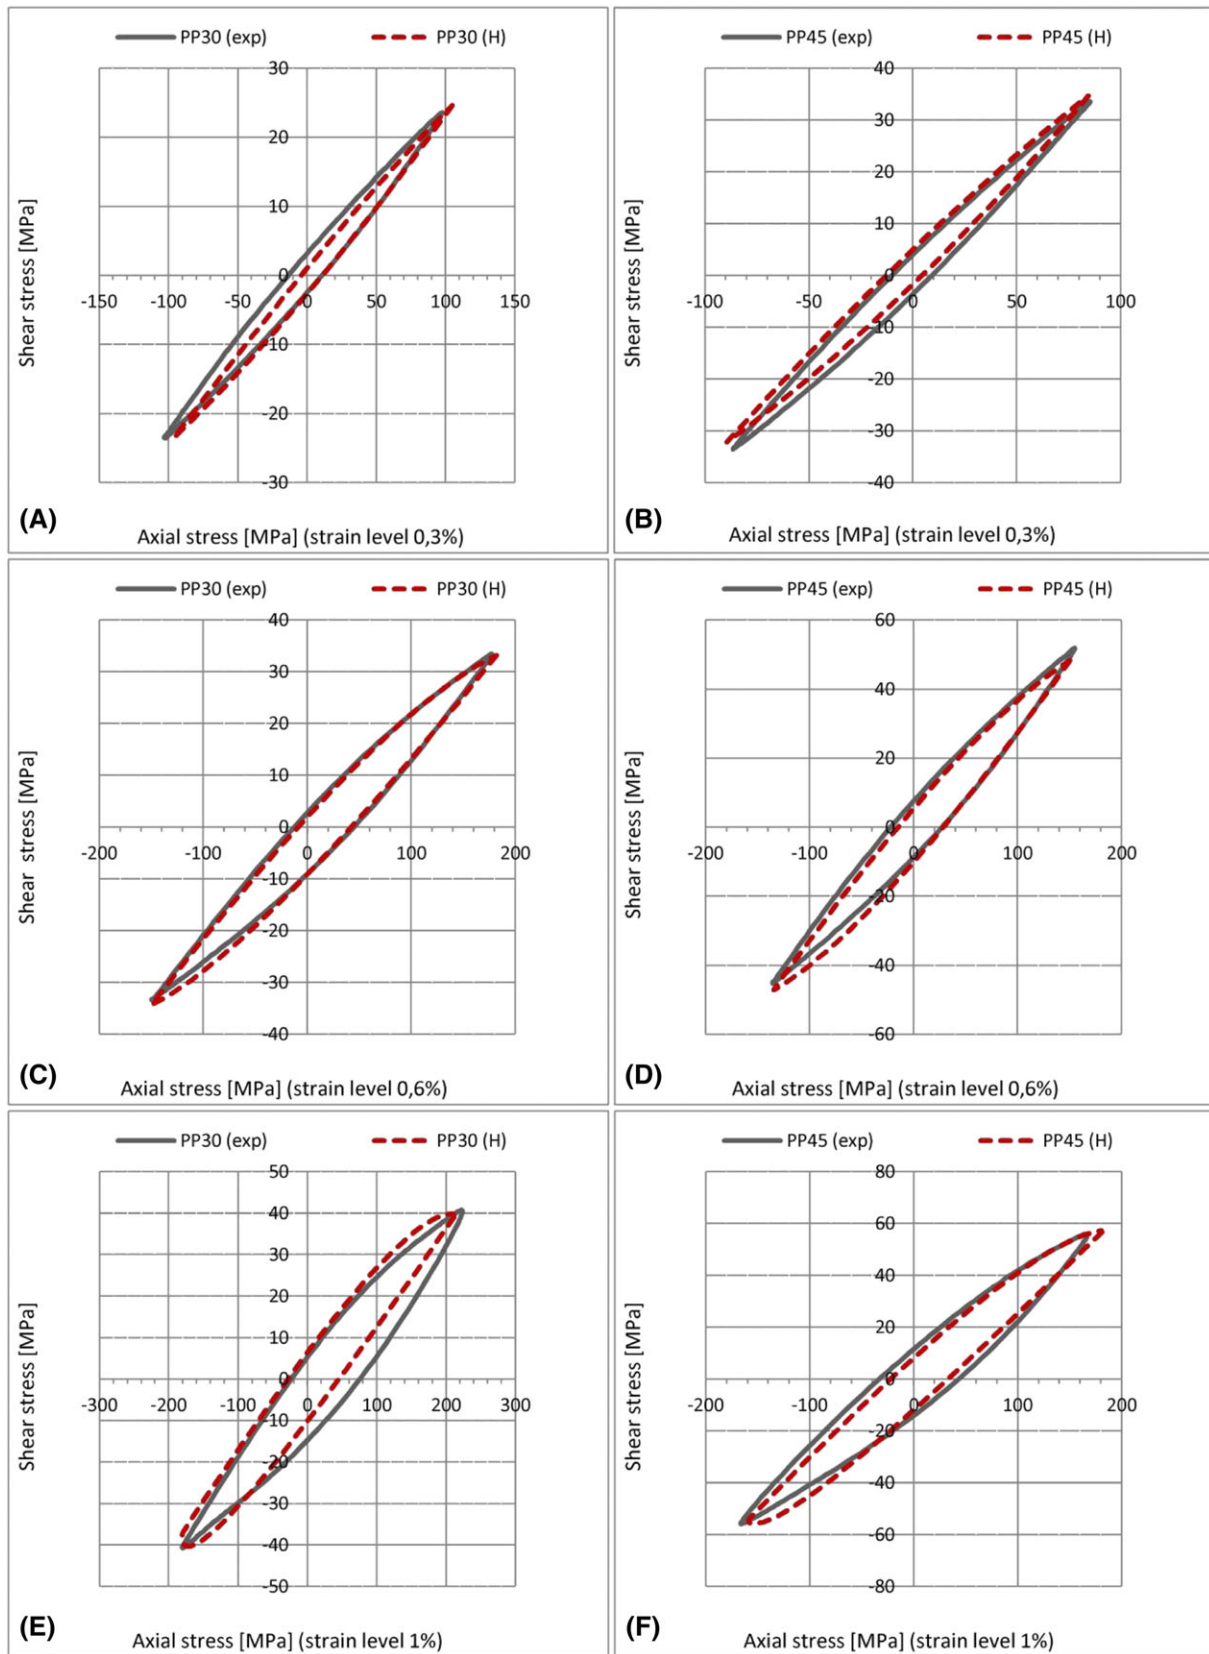 PP30 (exp) PP30 (H)
30
20
10
0
-10
-20
-30
-150 -100 -50 0 50 100 150
Shear stress [MPa]
(A)
Axial stress [MPa] (strain level 0,3%)
PP45 (exp) PP45 (H)
40
30
20
10
0
-10
-20
-30
-40
-100 -50 0 50 100
Shear stress [MPa]
(B)
Axial stress [MPa] (strain level 0,3%)
PP30 (exp) PP30 (H)
40
30
20
10
0
-10
-20
-30
-40
-200 -100 0 100 200
Shear stress [MPa]
(C)
Axial stress [MPa] (strain level 0,6%)
PP45 (exp) PP45 (H)
60
40
20
0
-20
-40
-60
-200 -100 0 100 200
Shear stress [MPa]
(D)
Axial stress [MPa] (strain level 0,6%)
PP30 (exp) PP30 (H)
50
40
30
20
10
0
-10
-20
-30
-40
-50
-300 -200 -100 0 100 200 300
Shear stress [MPa]
(E)
Axial stress [MPa] (strain level 1%)
PP45 (exp) PP45 (H)
80
60
40
20
0
-20
-40
-60
-80
-200 -100 0 100 200
Shear stress [MPa]
(F)
Axial stress [MPa] (strain level 1%)